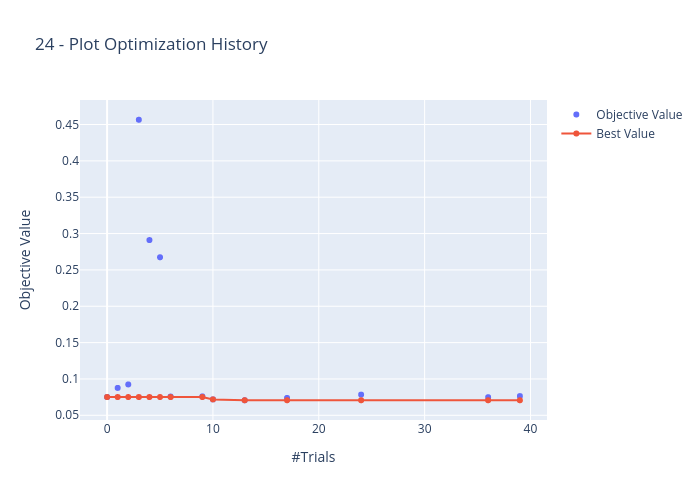 24 - Plot Optimization History
Objective Value
Best Value
0.45
0.4
0.35
0.3
0.25
0.2
0.15
0.1
0.05
Objective Value
0
10
20
30
40
#Trials